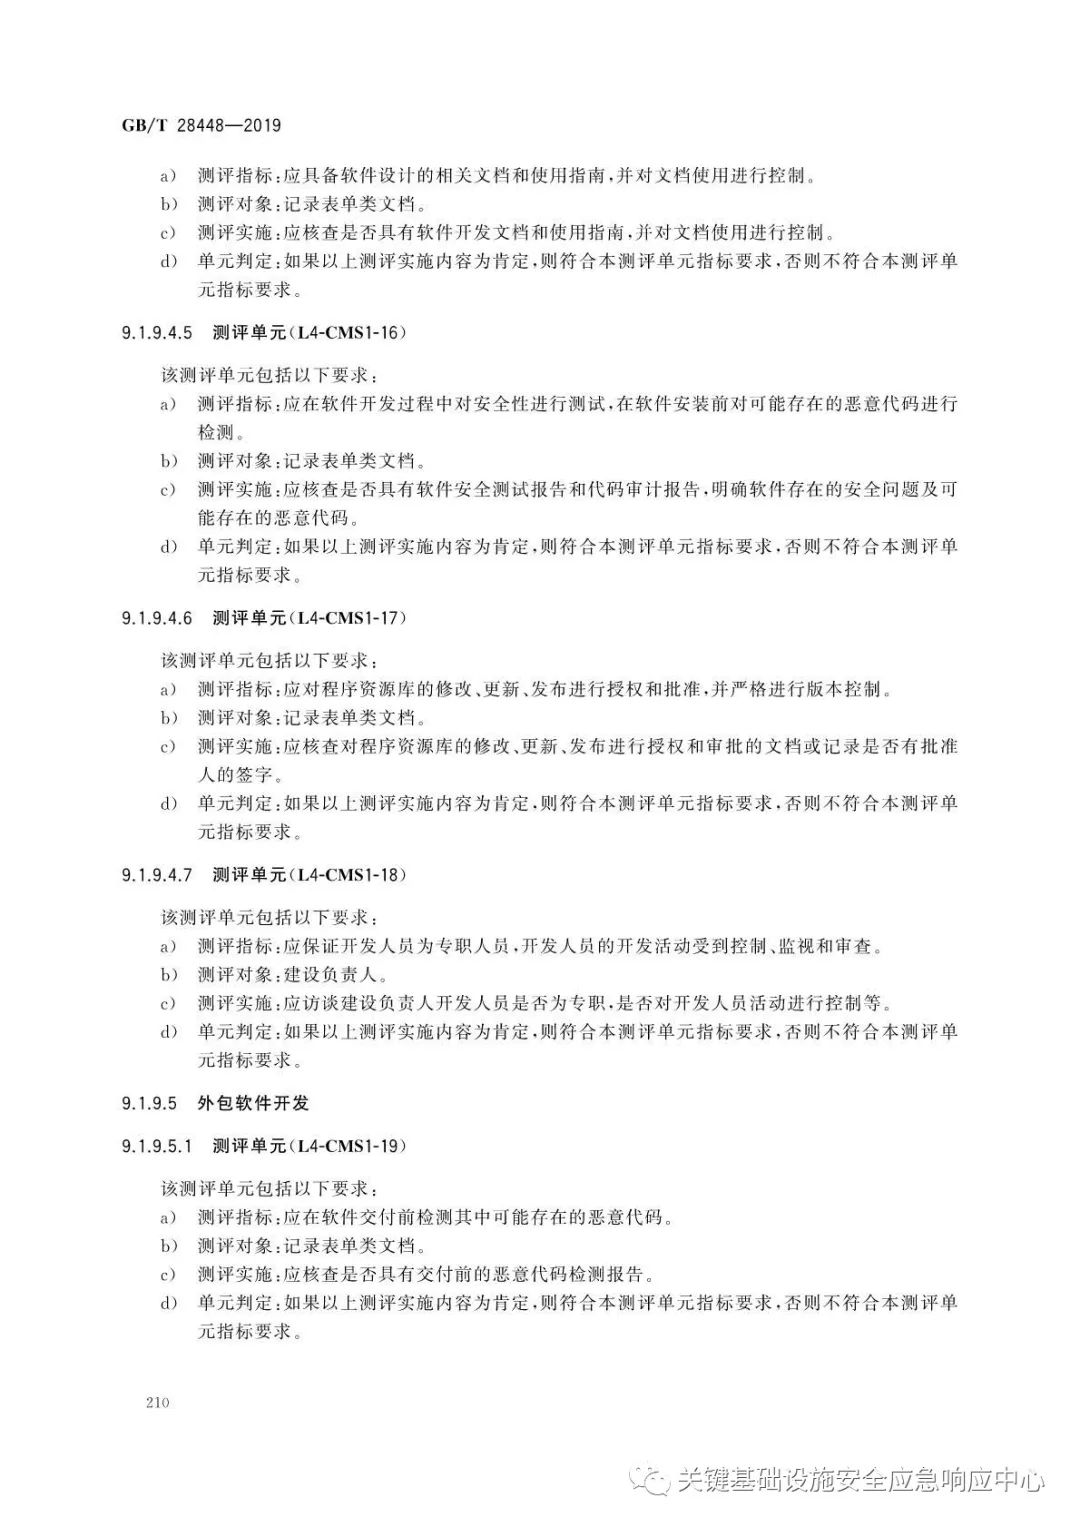 GB/T 28448—2019
a) 测评指标:应具备软件设计的相关文档和使用指南,并对文档使用进行控制。
b) 测评对象:记录表单类文档。
c) 测评实施:应核查是否具有软件开发文档和使用指南,并对文档使用进行控制。
d) 单元判定:如果以上测评实施内容为肯定,则符合本测评单元指标要求,否则不符合本测评单
元指标要求。
9.1.9.4.5 测评单元(L4-CMS1-16)
该测评单元包括以下要求:
a) 测评指标:应在软件开发过程中对安全性进行测试,在软件安装前对可能存在的恶意代码进行
检测。
b) 测评对象:记录表单类文档。
c) 测评实施:应核查是否具有软件安全测试报告和代码审计报告,明确软件存在的安全问题及可
能存在的恶意代码。
d) 单元判定:如果以上测评实施内容为肯定,则符合本测评单元指标要求,否则不符合本测评单
元指标要求。
9.1.9.4.6 测评单元(L4-CMS1-17)
该测评单元包括以下要求:
a) 测评指标:应对程序资源库的修改、更新、发布进行授权和批准,并严格进行版本控制。
b) 测评对象:记录表单类文档。
c) 测评实施:应核查对程序资源库的修改、更新、发布进行授权和审批的文档或记录是否有批准
人的签字。
d) 单元判定:如果以上测评实施内容为肯定,则符合本测评单元指标要求,否则不符合本测评单
元指标要求。
9.1.9.4.7 测评单元(L4-CMS1-18)
该测评单元包括以下要求:
a) 测评指标:应保证开发人员为专职人员,开发人员的开发活动受到控制、监视和审查。
b) 测评对象:建设负责人。
c) 测评实施:应访谈建设负责人开发人员是否为专职,是否对开发人员活动进行控制等。
d) 单元判定:如果以上测评实施内容为肯定,则符合本测评单元指标要求,否则不符合本测评单
元指标要求。
9.1.9.5 外包软件开发
9.1.9.5.1 测评单元(L4-CMS1-19)
该测评单元包括以下要求:
a) 测评指标:应在软件交付前检测其中可能存在的恶意代码。
b) 测评对象:记录表单类文档。
c) 测评实施:应核查是否具有交付前的恶意代码检测报告。
d) 单元判定:如果以上测评实施内容为肯定,则符合本测评单元指标要求,否则不符合本测评单
元指标要求。
210
关键基础设施安全应急响应中心